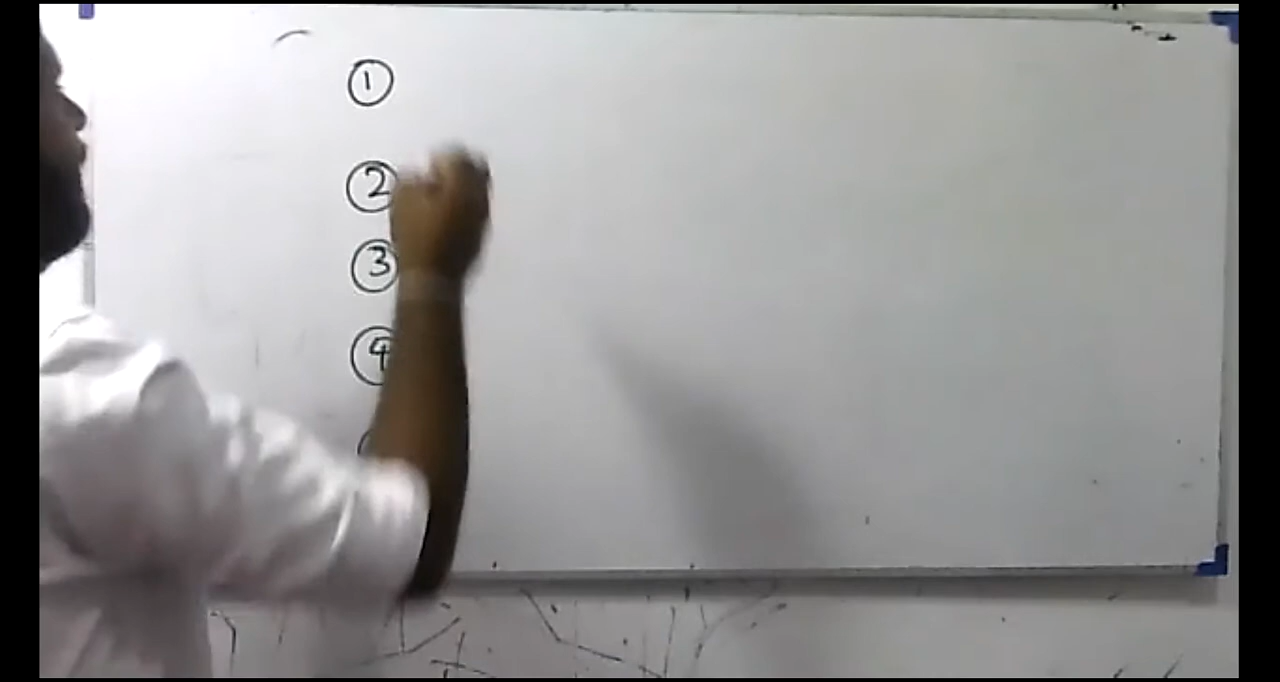 ①
②
③
④